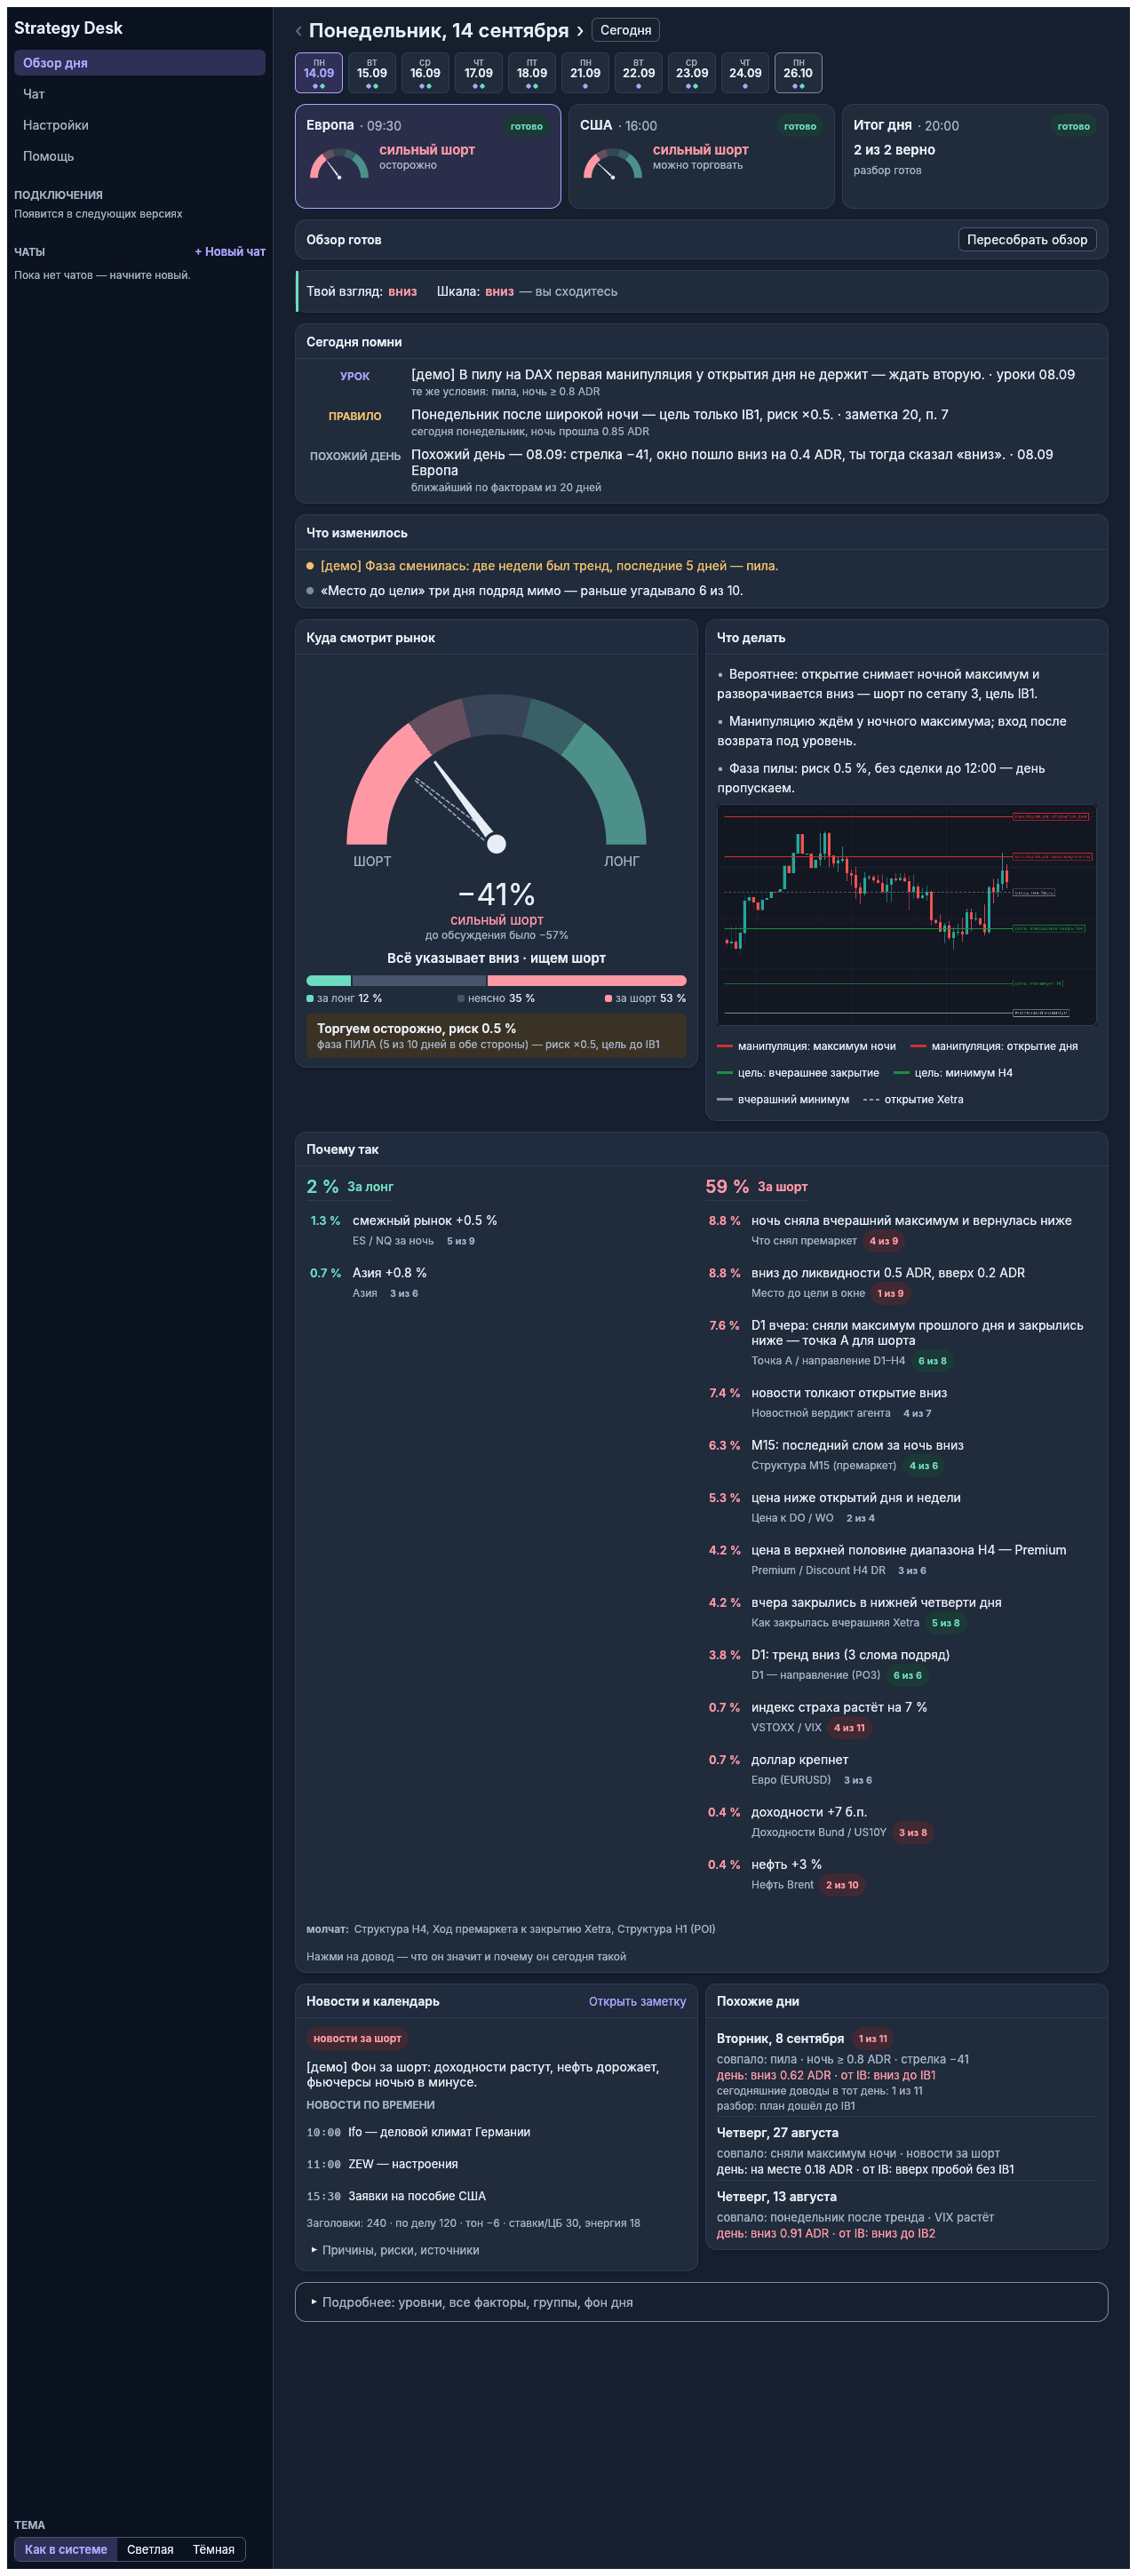 Strategy Desk
Обзор дня
Чат
Настройки
Помощь
ПОДКЛЮЧЕНИЯ
Появится в следующих версиях
ЧАТЫ
+ Новый чат
Пока нет чатов — начните новый.
‹ Понедельник, 14 сентября ›
Сегодня
пн 14.09
вт 15.09
ср 16.09
чт 17.09
пт 18.09
пн 21.09
вт 22.09
ср 23.09
чт 24.09
пн 26.10
Европа · 09:30
готово
сильный шорт
осторожно
США · 16:00
готово
сильный шорт
можно торговать
Итог дня · 20:00
готово
2 из 2 верно
разбор готов
Обзор готов
Пересобрать обзор
Твой взгляд: вниз Шкала: вниз — вы сходитесь
Сегодня помни
УРОК
[демо] В пилу на DAX первая манипуляция у открытия дня не держит — ждать вторую. · уроки 08.09
те же условия: пила, ночь ≥ 0.8 ADR
ПРАВИЛО
Понедельник после широкой ночи — цель только IB1, риск ×0.5. · заметка 20, п. 7
сегодня понедельник, ночь прошла 0.85 ADR
ПОХОЖИЙ ДЕНЬ
Похожий день — 08.09: стрелка −41, окно пошло вниз на 0.4 ADR, ты тогда сказал «вниз». · 08.09
Европа
ближайший по факторам из 20 дней
Что изменилось
[демо] Фаза сменилась: две недели был тренд, последние 5 дней — пила.
«Место до цели» три дня подряд мимо — раньше угадывало 6 из 10.
Куда смотрит рынок
ШОРТ
ЛОНГ
−41%
сильный шорт
до обсуждения было −57%
Всё указывает вниз · ищем шорт
за лонг 12 %
неясно 35 %
за шорт 53 %
Торгуем осторожно, риск 0.5 %
фаза ПИЛА (5 из 10 дней в обе стороны) — риск ×0.5, цель до IB1
Что делать
• Вероятнее: открытие снимает ночной максимум и
разворачивается вниз — шорт по сетапу 3, цель IB1.
• Манипуляцию ждём у ночного максимума; вход после
возврата под уровень.
• Фаза пилы: риск 0.5 %, без сделки до 12:00 — день
пропускаем.
манипуляция: максимум ночи
манипуляция: открытие дня
цель: вчерашнее закрытие
цель: минимум H4
вчерашний минимум
открытие Xetra
Почему так
2 % За лонг
1.3 % смежный рынок +0.5 %
ES / NQ за ночь 5 из 9
0.7 % Азия +0.8 %
Азия 3 из 6
59 % За шорт
8.8 % ночь сняла вчерашний максимум и вернулась ниже
Что снял премаркет 4 из 9
8.8 % вниз до ликвидности 0.5 ADR, вверх 0.2 ADR
Место до цели в окне 1 из 9
7.6 % D1 вчера: сняли максимум прошлого дня и закрылись
ниже — точка А для шорта
Точка А / направление D1–H4 6 из 8
7.4 % новости толкают открытие вниз
Новостной вердикт агента 4 из 7
6.3 % M15: последний слом за ночь вниз
Структура M15 (премаркет) 4 из 6
5.3 % цена ниже открытий дня и недели
Цена к DO / WO 2 из 4
4.2 % цена в верхней половине диапазона H4 — Premium
Premium / Discount H4 DR 3 из 6
4.2 % вчера закрылись в нижней четверти дня
Как закрылась вчерашняя Xetra 5 из 8
3.8 % D1: тренд вниз (3 слома подряд)
D1 — направление (PO3) 6 из 6
0.7 % индекс страха растёт на 7 %
VSTOXX / VIX 4 из 11
0.7 % доллар крепнет
Евро (EURUSD) 3 из 6
0.4 % доходности +7 б.п.
Доходности Bund / US10Y 3 из 8
0.4 % нефть +3 %
Нефть Brent 2 из 10
молчат: Структура H4, Ход премаркета к закрытию Xetra, Структура H1 (POI)
Нажми на довод — что он значит и почему он сегодня такой
Новости и календарь
Открыть заметку
новости за шорт
[демо] Фон за шорт: доходности растут, нефть дорожает,
фьючерсы ночью в минусе.
НОВОСТИ ПО ВРЕМЕНИ
10:00 Ifo — деловой климат Германии
11:00 ZEW — настроения
15:30 Заявки на пособие США
Заголовки: 240 · по делу 120 · тон −6 · ставки/ЦБ 30, энергия 18
▸ Причины, риски, источники
Похожие дни
Вторник, 8 сентября 1 из 11
совпало: пила · ночь ≥ 0.8 ADR · стрелка −41
день: вниз 0.62 ADR · от IB: вниз до IB1
сегодняшние доводы в тот день: 1 из 11
разбор: план дошёл до IB1
Четверг, 27 августа
совпало: сняли максимум ночи · новости за шорт
день: на месте 0.18 ADR · от IB: вверх пробой без IB1
Четверг, 13 августа
совпало: понедельник после тренда · VIX растёт
день: вниз 0.91 ADR · от IB: вниз до IB2
▸ Подробнее: уровни, все факторы, группы, фон дня
ТЕМА
Как в системе
Светлая
Тёмная